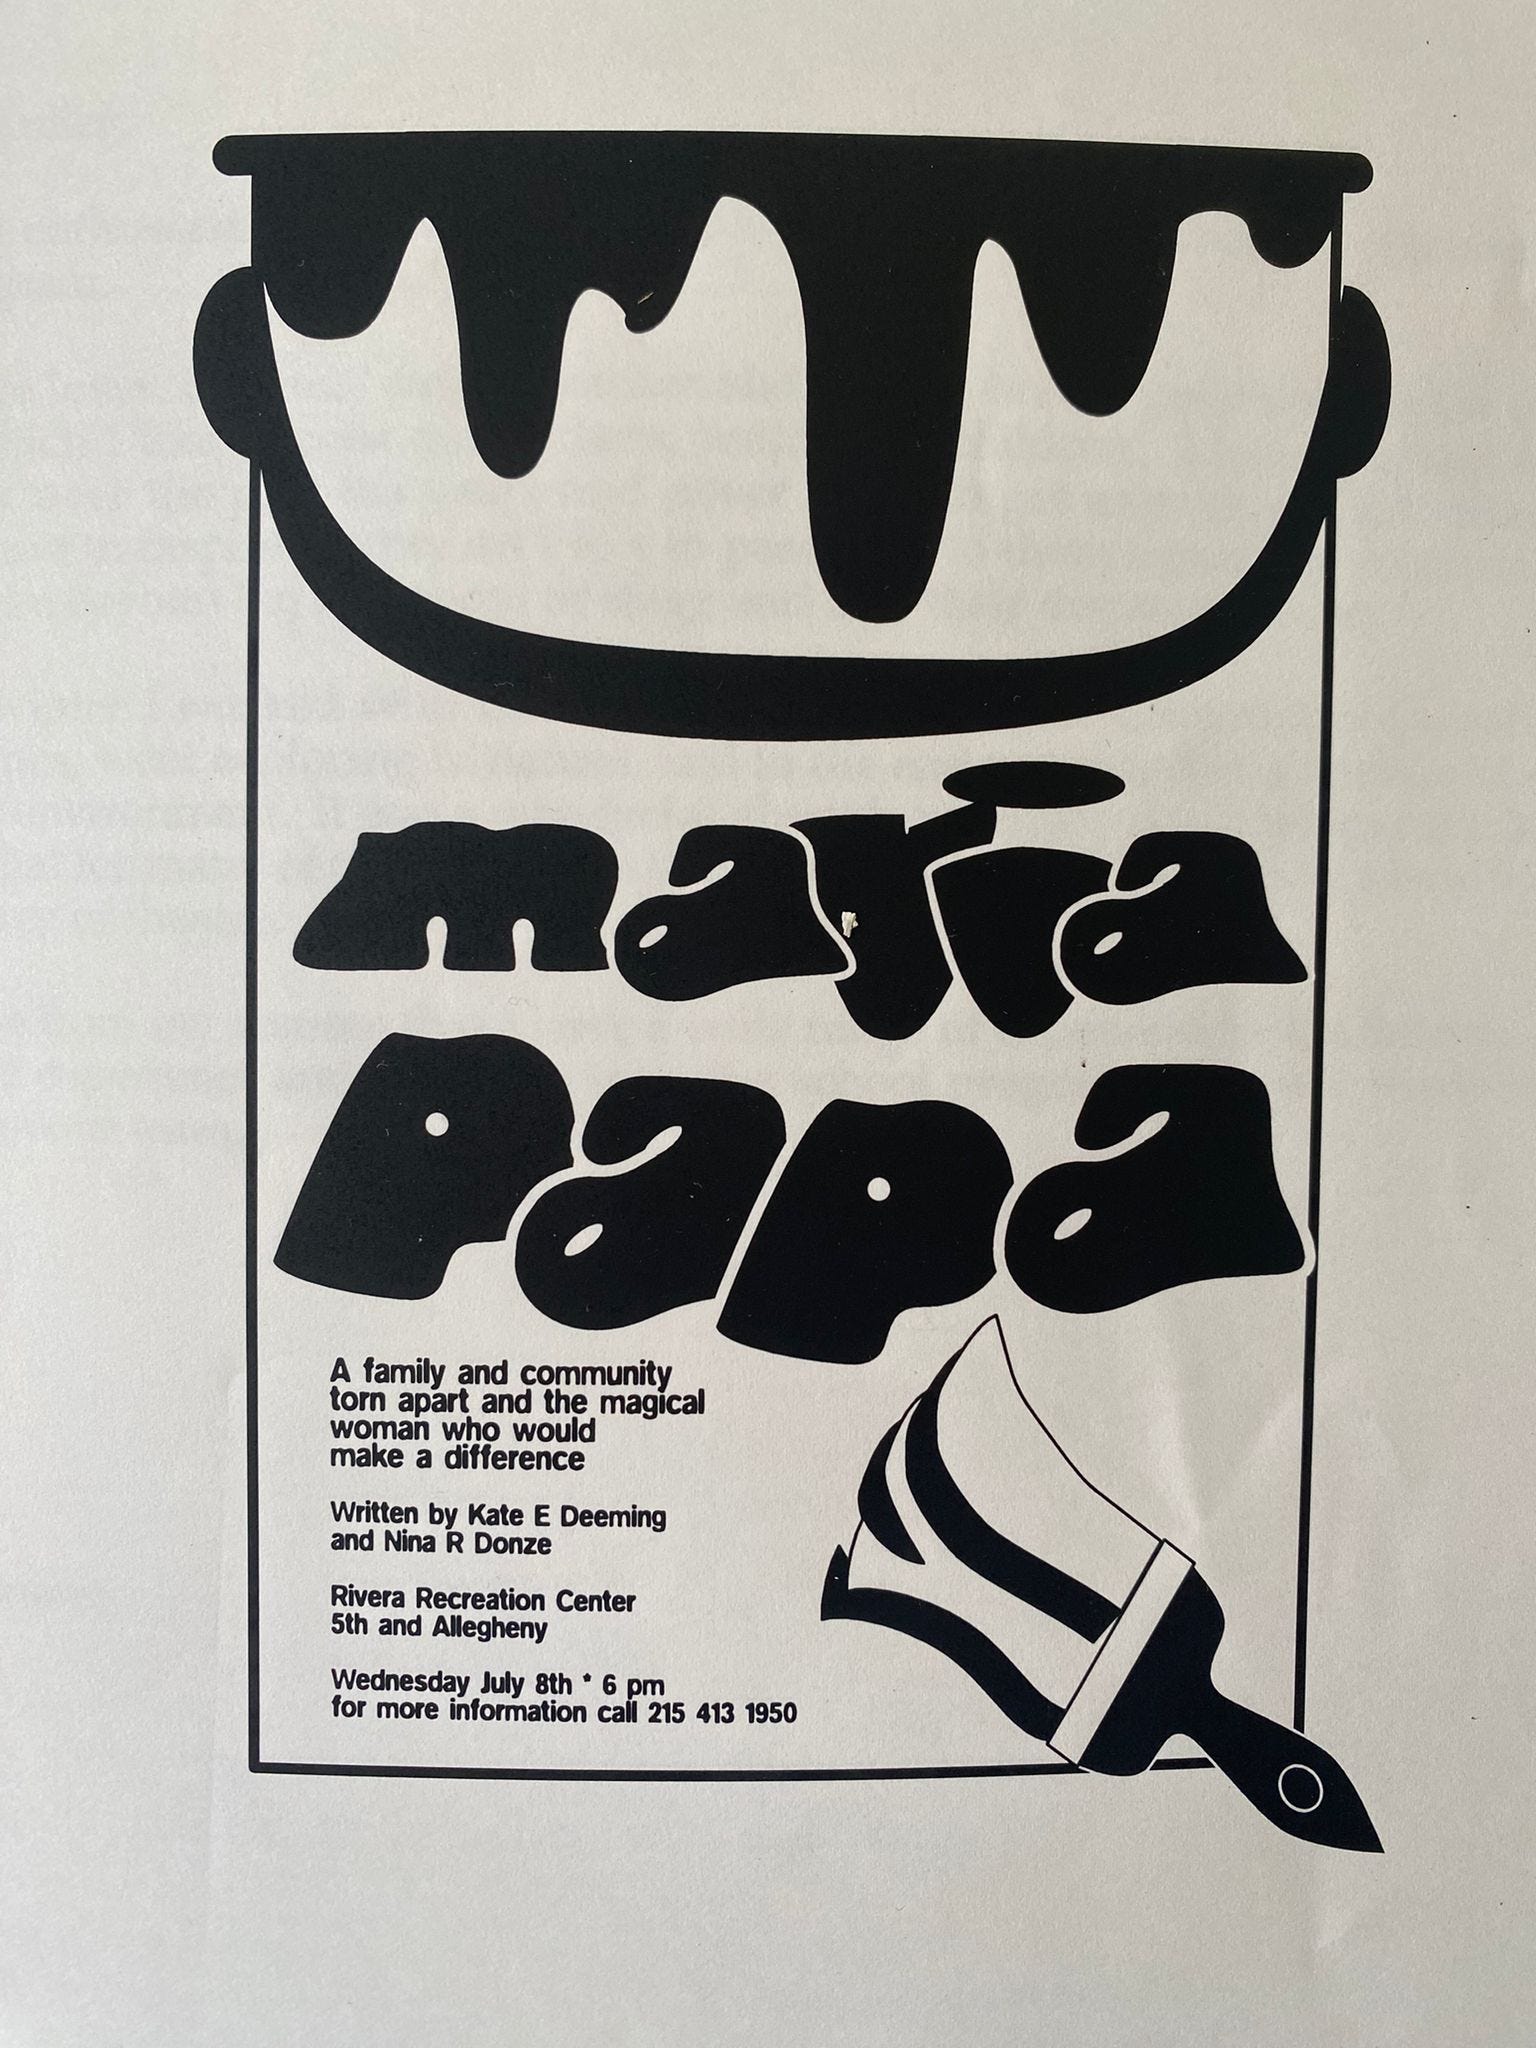 maria
papa
A family and community
torn apart and the magical
woman who would
make a difference
Written by Kate E Deeming
and Nina R Donze
Rivera Recreation Center
5th and Allegheny
Wednesday July 8th * 6 pm
for more information call 215 413 1950